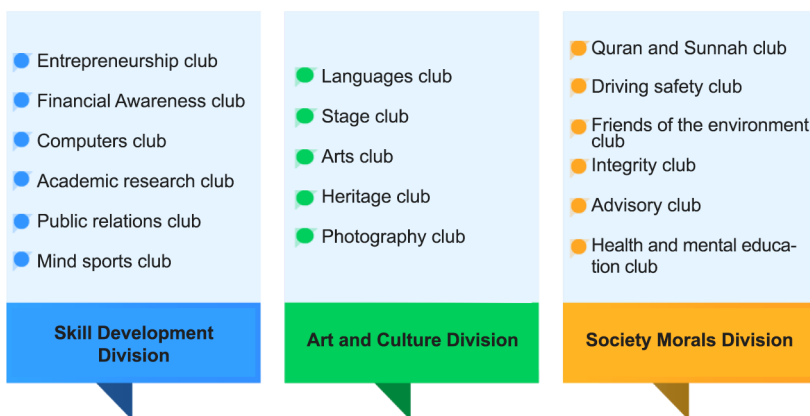 Entrepreneurship club
Financial Awareness club
Computers club
Academic research club
Public relations club
Mind sports club
Skill Development
Division
Languages club
Stage club
Arts club
Heritage club
Photography club
Art and Culture Division
Quran and Sunnah club
Driving safety club
Friends of the environment
club
Integrity club
Advisory club
Health and mental educa-
tion club
Society Morals Division